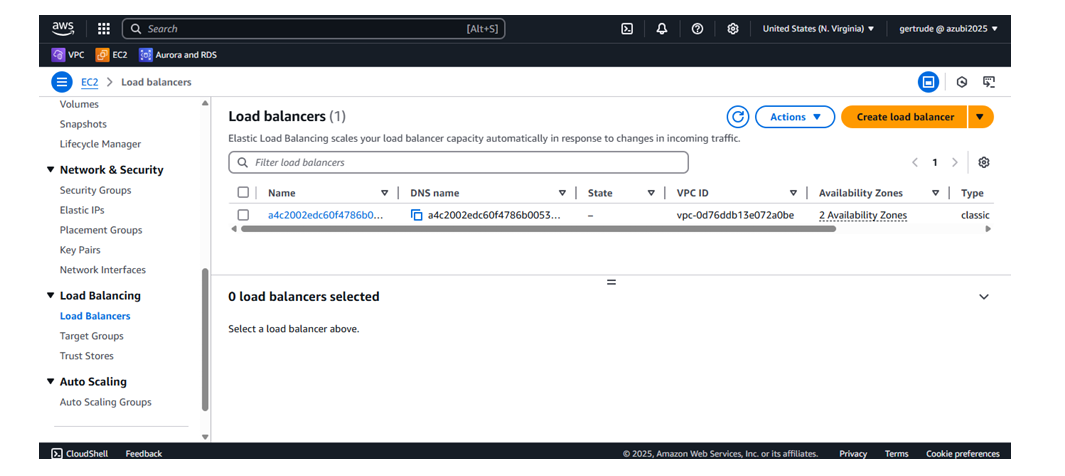 aws
Search [Alt+S]
United States (N. Virginia)
gertrude @ azubi2025
VPC EC2 Aurora and RDS
EC2 > Load balancers
Volumes
Snapshots
Lifecycle Manager
Network & Security
Security Groups
Elastic IPs
Placement Groups
Key Pairs
Network Interfaces
Load Balancing
Load Balancers
Target Groups
Trust Stores
Auto Scaling
Auto Scaling Groups
Load balancers (1)
Actions
Create load balancer
Elastic Load Balancing scales your load balancer capacity automatically in response to changes in incoming traffic.
Filter load balancers
1
Name DNS name State VPC ID Availability Zones Type
a4c2002edc60f4786b0... a4c2002edc60f4786b0053... – vpc-0d76ddb13e072a0be 2 Availability Zones classic
0 load balancers selected
Select a load balancer above.
CloudShell Feedback © 2025, Amazon Web Services, Inc. or its affiliates. Privacy Terms Cookie preferences